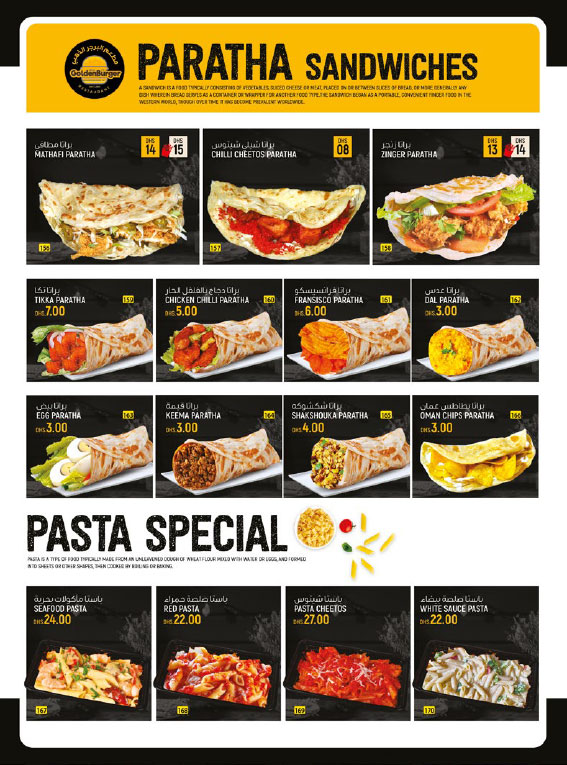 مطعم البرجر الذهبي
GoldenBurger
RESTAURANT
PARATHA SANDWICHES
A SANDWICH IS A FOOD TYPICALLY CONSISTING OF VEGETABLES, SLICED CHEESE OR MEAT, PLACED ON OR BETWEEN SLICES OF BREAD, OR MORE GENERALLY ANY
DISH WHEREIN BREAD SERVES AS A CONTAINER OR WRAPPER FOR ANOTHER FOOD TYPE.THE SANDWICH BEGAN AS A PORTABLE, CONVENIENT FINGER FOOD IN THE
WESTERN WORLD, THOUGH OVER TIME IT HAS BECOME PREVALENT WORLDWIDE.
براتا مطافي
MATHAFI PARATHA
DHS 14
DHS 15
156
براتا شيلي شيتوس
CHILLI CHEETOS PARATHA
DHS 08
157
براتا زنجر
ZINGER PARATHA
DHS 13
DHS 14
158
براتا تكا
TIKKA PARATHA
DHS.7.00
159
براتا دجاج بالفلفل الحار
CHICKEN CHILLI PARATHA
DHS.5.00
160
براتا فرانسيسكو
FRANSISCO PARATHA
DHS.6.00
161
براتا عدس
DAL PARATHA
DHS.3.00
162
براتا بيض
EGG PARATHA
DHS.3.00
163
براتا قيمة
KEEMA PARATHA
DHS.3.00
164
براتا شكشوكه
SHAKSHOUKA PARATHA
DHS.4.00
165
براتا بطاطس عمان
OMAN CHIPS PARATHA
DHS.3.00
166
PASTA SPECIAL
PASTA IS A TYPE OF FOOD TYPICALLY MADE FROM AN UNLEAVENED DOUGH OF WHEAT FLOUR MIXED WITH WATER OR EGGS, AND FORMED
INTO SHEETS OR OTHER SHAPES, THEN COOKED BY BOILING OR BAKING.
باستا مأكولات بحرية
SEAFOOD PASTA
DHS.24.00
167
باستا صلصة حمراء
RED PASTA
DHS.22.00
168
باستا شيتوس
PASTA CHEETOS
DHS.27.00
169
باستا صلصة بيضاء
WHITE SAUCE PASTA
DHS.22.00
170